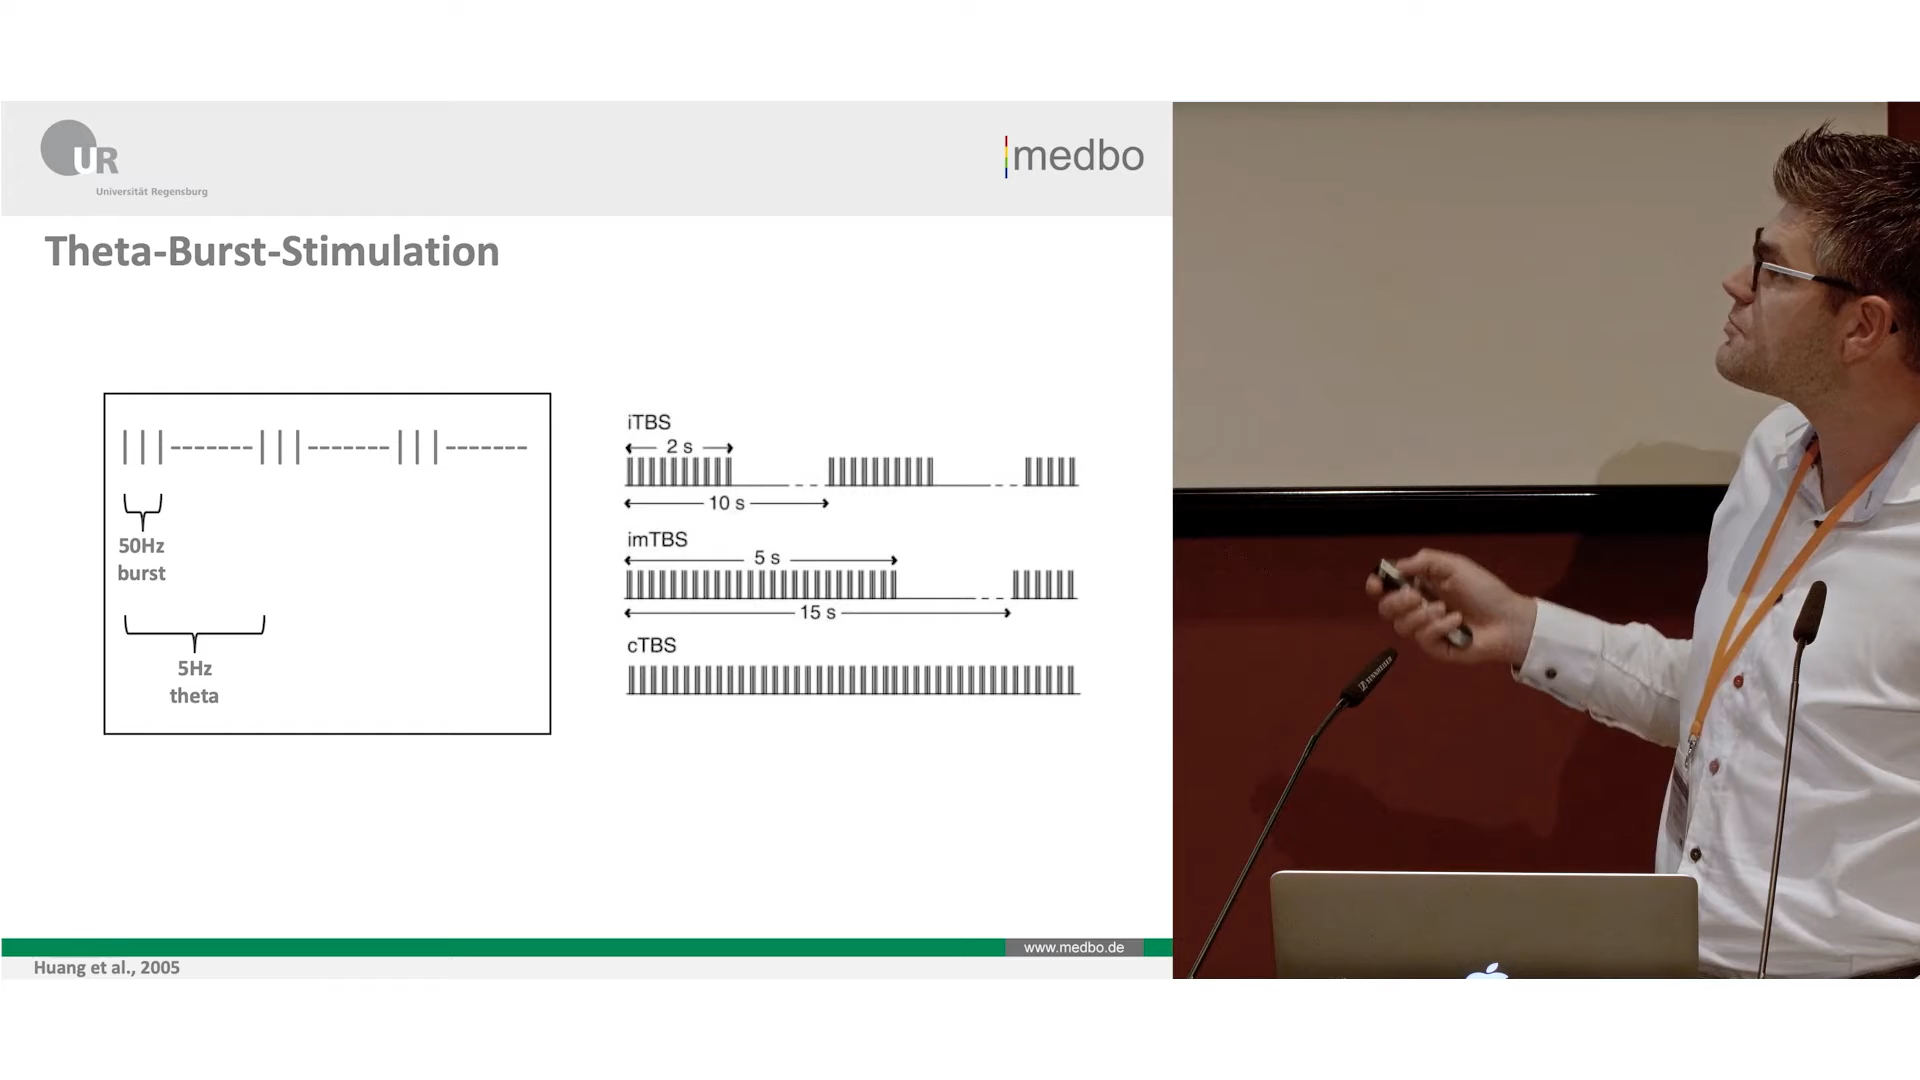 UR
Universität Regensburg
medbo
Theta-Burst-Stimulation
50Hz
burst
5Hz
theta
iTBS
2 s
10 s
imTBS
5 s
15 s
cTBS
www.medbo.de
Huang et al., 2005
SENNHEISER